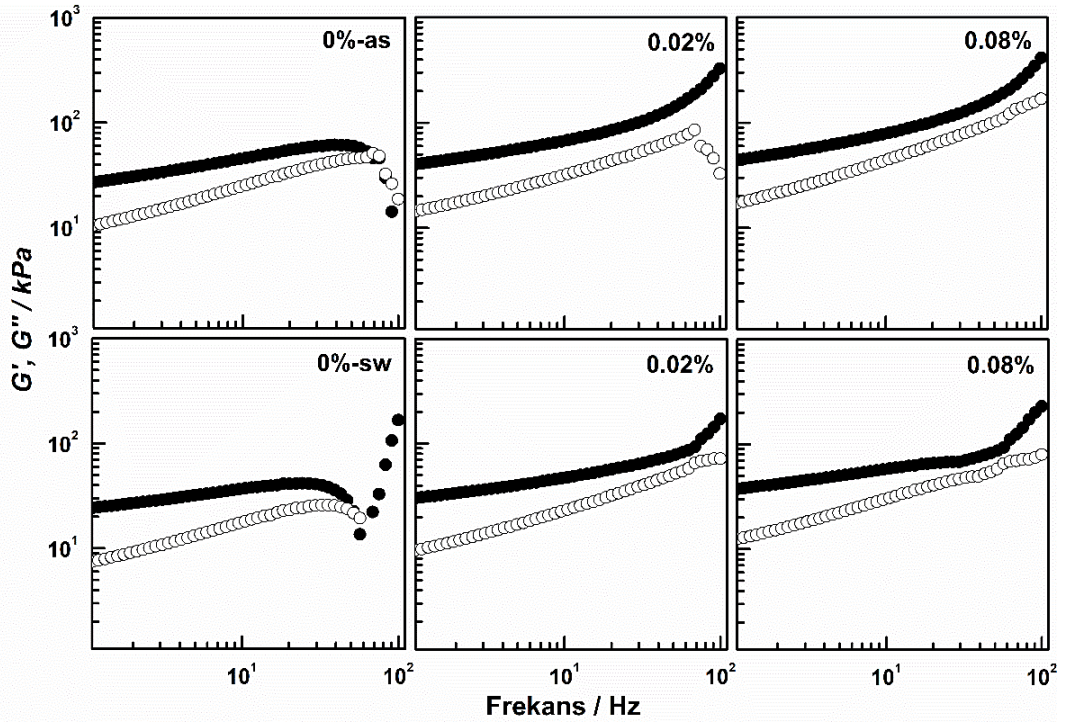 0%-as 0.02% 0.08%
10³
10²
10¹
10³
0%-sw 0.02% 0.08%
10²
10¹
G', G'' / kPa
10¹ 10² 10¹ 10² 10¹ 10²
Frekans / Hz